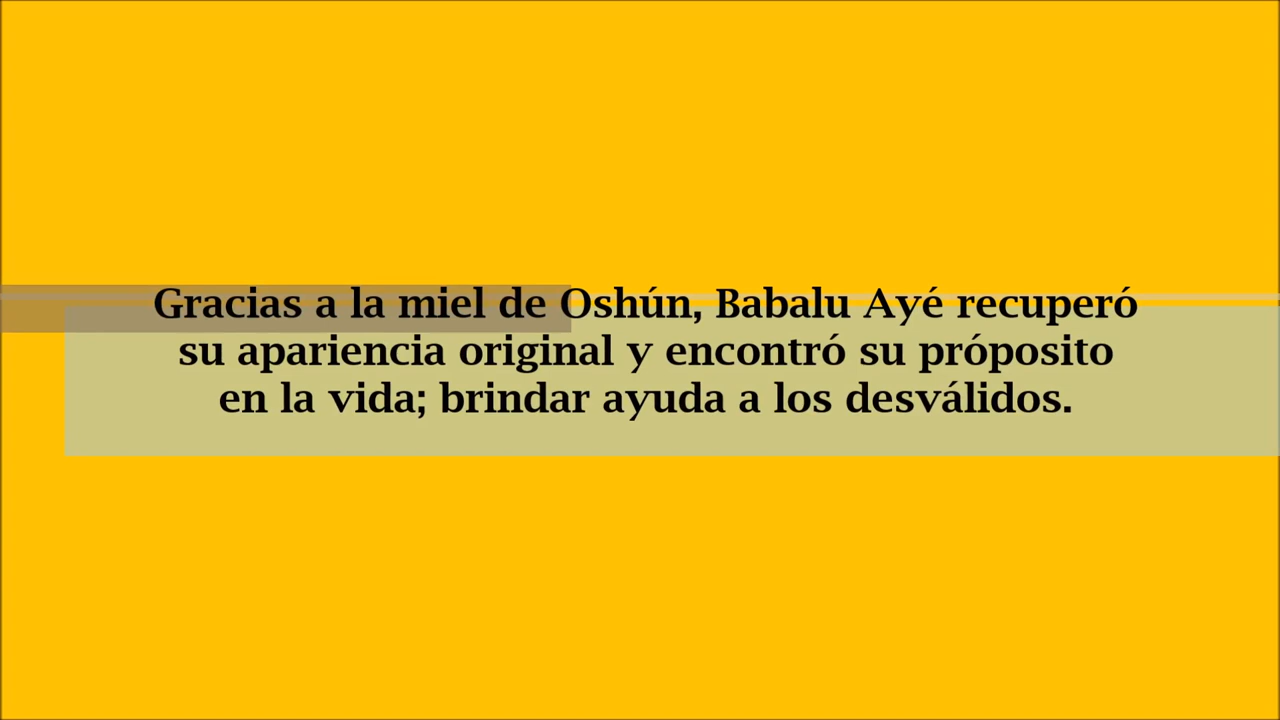 Gracias a la miel de Oshún, Babalu Ayé recuperó
su apariencia original y encontró su próposito
en la vida; brindar ayuda a los desválidos.